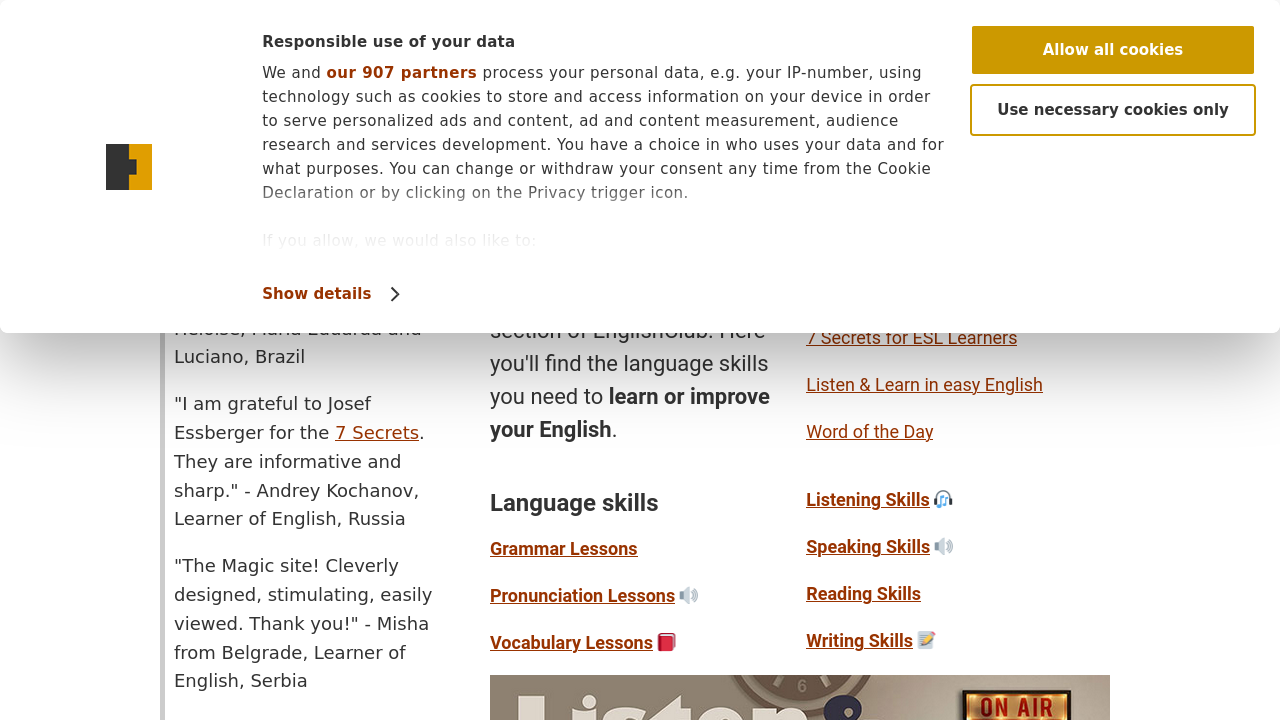 Responsible use of your data
We and our 907 partners process your personal data, e.g. your IP-number, using
technology such as cookies to store and access information on your device in order
to serve personalized ads and content, ad and content measurement, audience
research and services development. You have a choice in who uses your data and for
what purposes. You can change or withdraw your consent any time from the Cookie
Declaration or by clicking on the Privacy trigger icon.
If you allow, we would also like to:
Show details
Allow all cookies
Use necessary cookies only
Heloise, Maria Eduarda and
Luciano, Brazil
"I am grateful to Josef
Essberger for the 7 Secrets.
They are informative and
sharp." - Andrey Kochanov,
Learner of English, Russia
"The Magic site! Cleverly
designed, stimulating, easily
viewed. Thank you!" - Misha
from Belgrade, Learner of
English, Serbia
section of EnglishClub. Here
you'll find the language skills
you need to learn or improve
your English.
Language skills
Grammar Lessons
Pronunciation Lessons
Vocabulary Lessons
7 Secrets for ESL Learners
Listen & Learn in easy English
Word of the Day
Listening Skills
Speaking Skills
Reading Skills
Writing Skills
Listen &
6
ON AIR